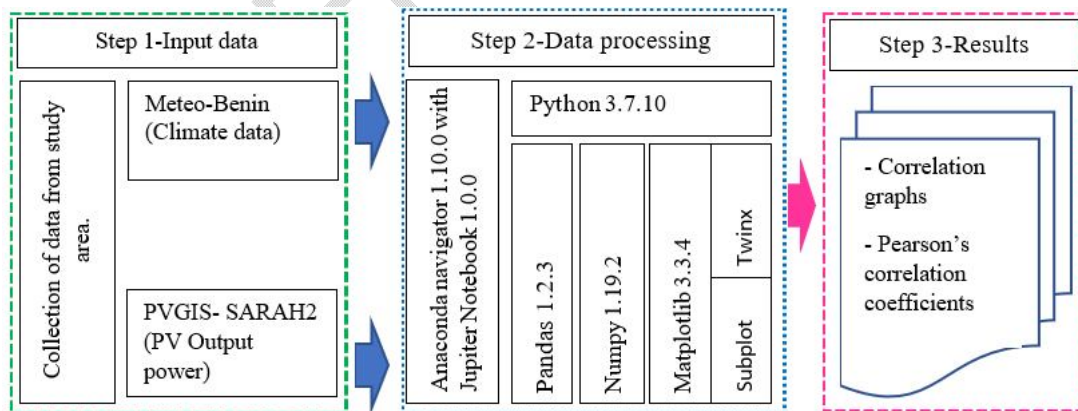 Step 1-Input data
Collection of data from study
area.
Meteo-Benin
(Climate data)
PVGIS- SARAH2
(PV Output
power)
Step 2-Data processing
Anaconda navigator 1.10.0 with
Jupiter Notebook 1.0.0
Python 3.7.10
Pandas 1.2.3
Numpy 1.19.2
Matplotlib 3.3.4
Twinx
Subplot
Step 3-Results
- Correlation
graphs
- Pearson’s
correlation
coefficients